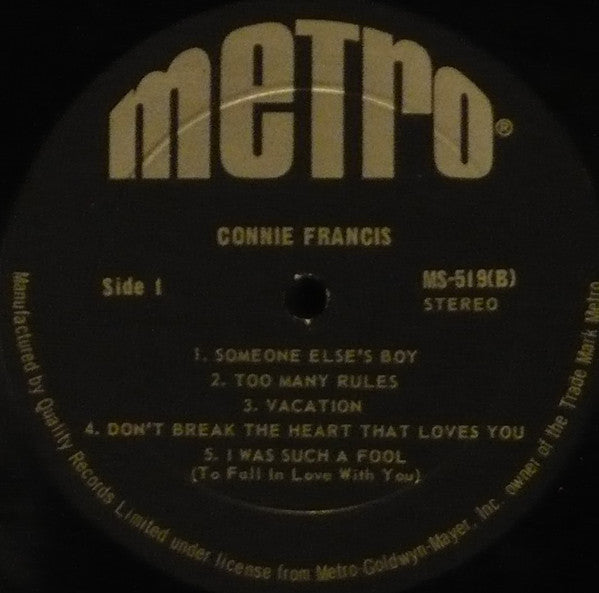 metro®
CONNIE FRANCIS
Side 1
MS-519(B)
STEREO
1. SOMEONE ELSE'S BOY
2. TOO MANY RULES
3. VACATION
4. DON'T BREAK THE HEART THAT LOVES YOU
5. I WAS SUCH A FOOL
(To Fall In Love With You)
Manufactured by Quality Records Limited under license from Metro-Goldwyn-Mayer, Inc. owner of the Trade Mark Metro